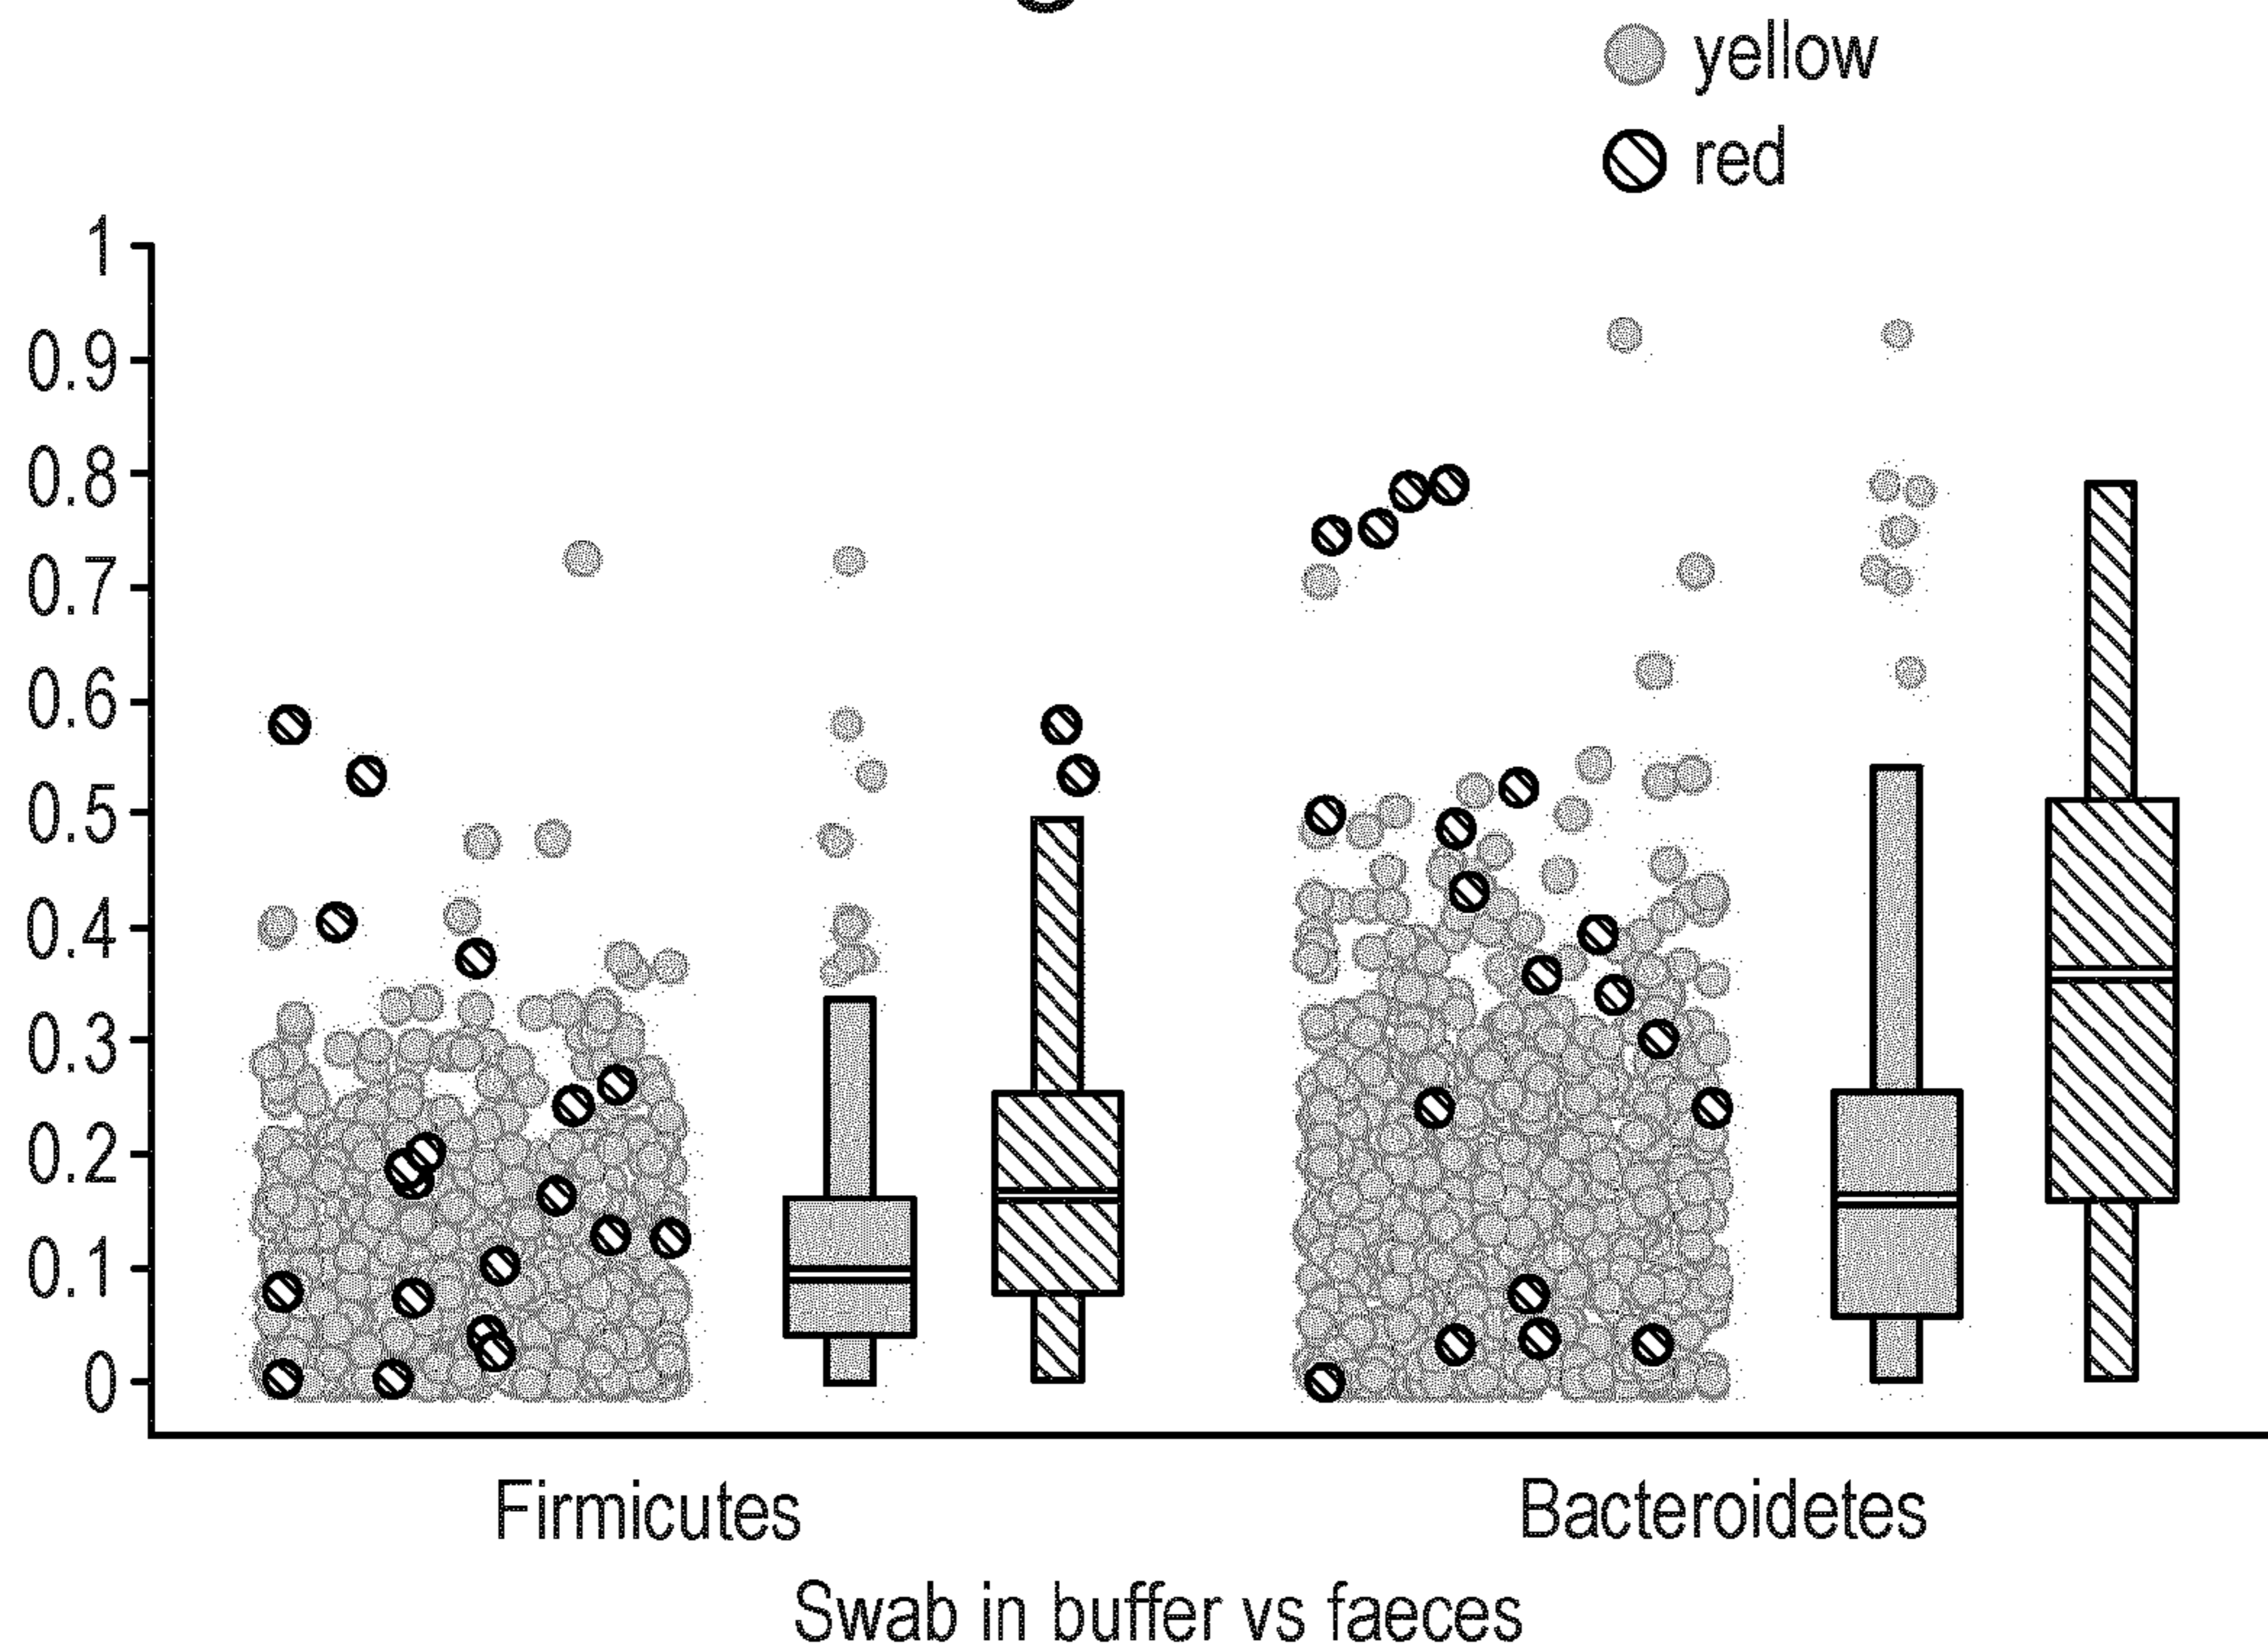 yellow
red
1
0.9
0.8
0.7
0.6
0.5
0.4
0.3
0.2
0.1
0
Firmicutes Bacteroidetes
Swab in buffer vs faeces